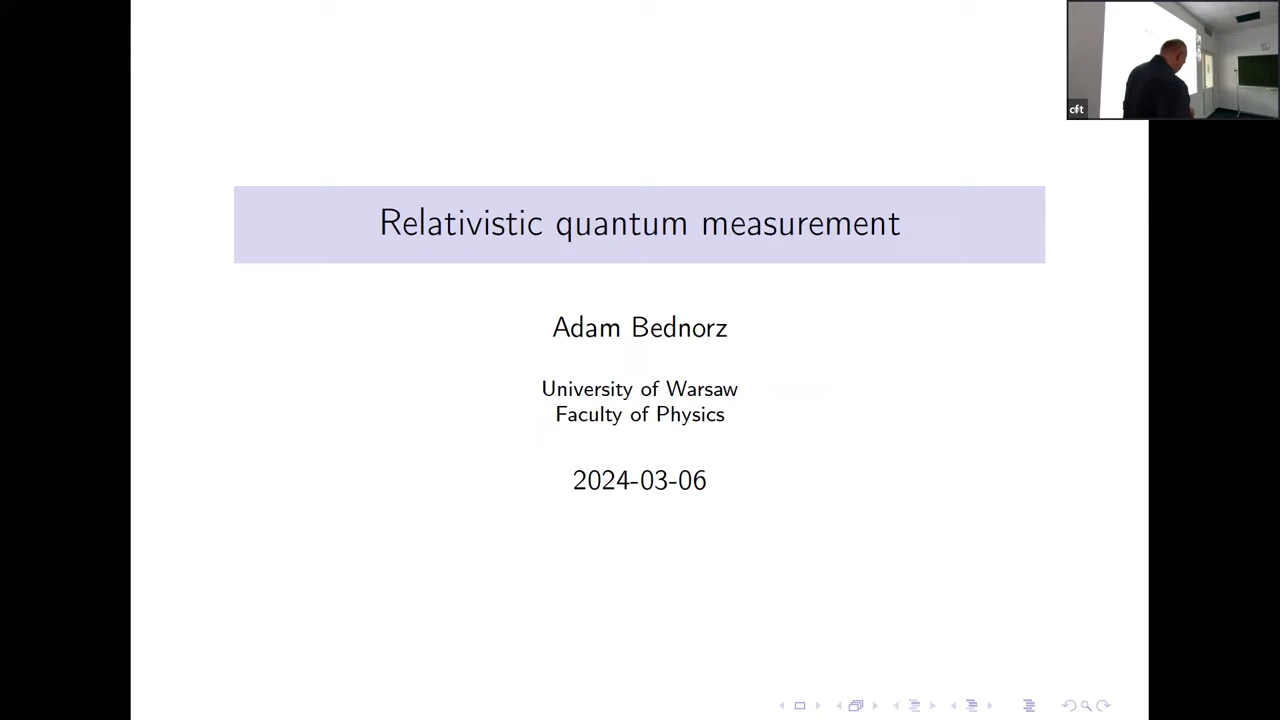 Relativistic quantum measurement
Adam Bednorz
University of Warsaw
Faculty of Physics
2024-03-06
cft